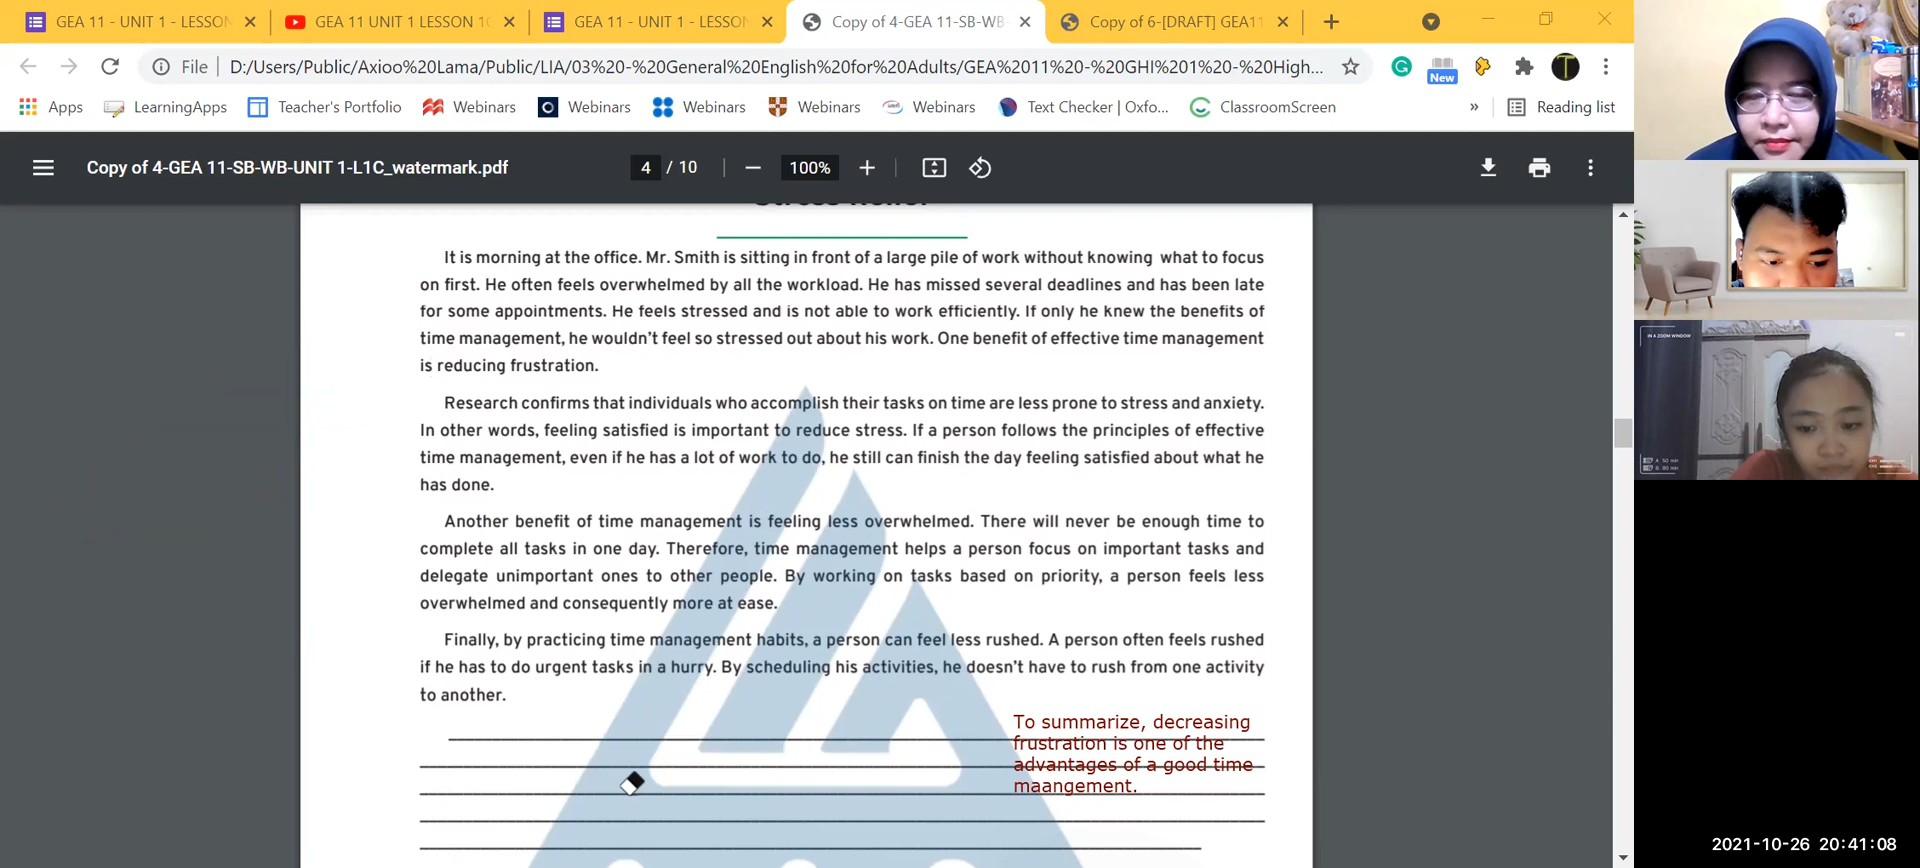 GEA 11 - UNIT 1 - LESSON
GEA 11 UNIT 1 LESSON 1C
GEA 11 - UNIT 1 - LESSON
Copy of 4-GEA 11-SB-WB-
Copy of 6-[DRAFT] GEA11
File
D:/Users/Public/Axioo%20Lama/Public/LIA/03%20-%20General%20English%20for%20Adults/GEA%2011%20-%20GHI%201%20-%20High...
New
Apps
LearningApps
Teacher's Portfolio
Webinars
Webinars
Webinars
Webinars
Webinars
Text Checker | Oxfo...
ClassroomScreen
»
Reading list
Copy of 4-GEA 11-SB-WB-UNIT 1-L1C_watermark.pdf
4 / 10
100%
Stress Relief
It is morning at the office. Mr. Smith is sitting in front of a large pile of work without knowing what to focus
on first. He often feels overwhelmed by all the workload. He has missed several deadlines and has been late
for some appointments. He feels stressed and is not able to work efficiently. If only he knew the benefits of
time management, he wouldn't feel so stressed out about his work. One benefit of effective time management
is reducing frustration.
Research confirms that individuals who accomplish their tasks on time are less prone to stress and anxiety.
In other words, feeling satisfied is important to reduce stress. If a person follows the principles of effective
time management, even if he has a lot of work to do, he still can finish the day feeling satisfied about what he
has done.
Another benefit of time management is feeling less overwhelmed. There will never be enough time to
complete all tasks in one day. Therefore, time management helps a person focus on important tasks and
delegate unimportant ones to other people. By working on tasks based on priority, a person feels less
overwhelmed and consequently more at ease.
Finally, by practicing time management habits, a person can feel less rushed. A person often feels rushed
if he has to do urgent tasks in a hurry. By scheduling his activities, he doesn't have to rush from one activity
to another.
To summarize, decreasing
frustration is one of the
advantages of a good time
maangement.
IN A ZOOM WINDOW
A. 50 min
B. 80 min
2021-10-26 20:41:08